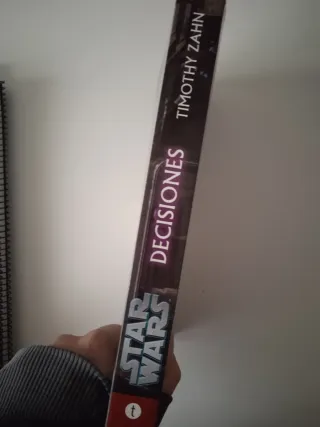 TIMOTHY ZAHN
DECISIONES
STAR
WARS